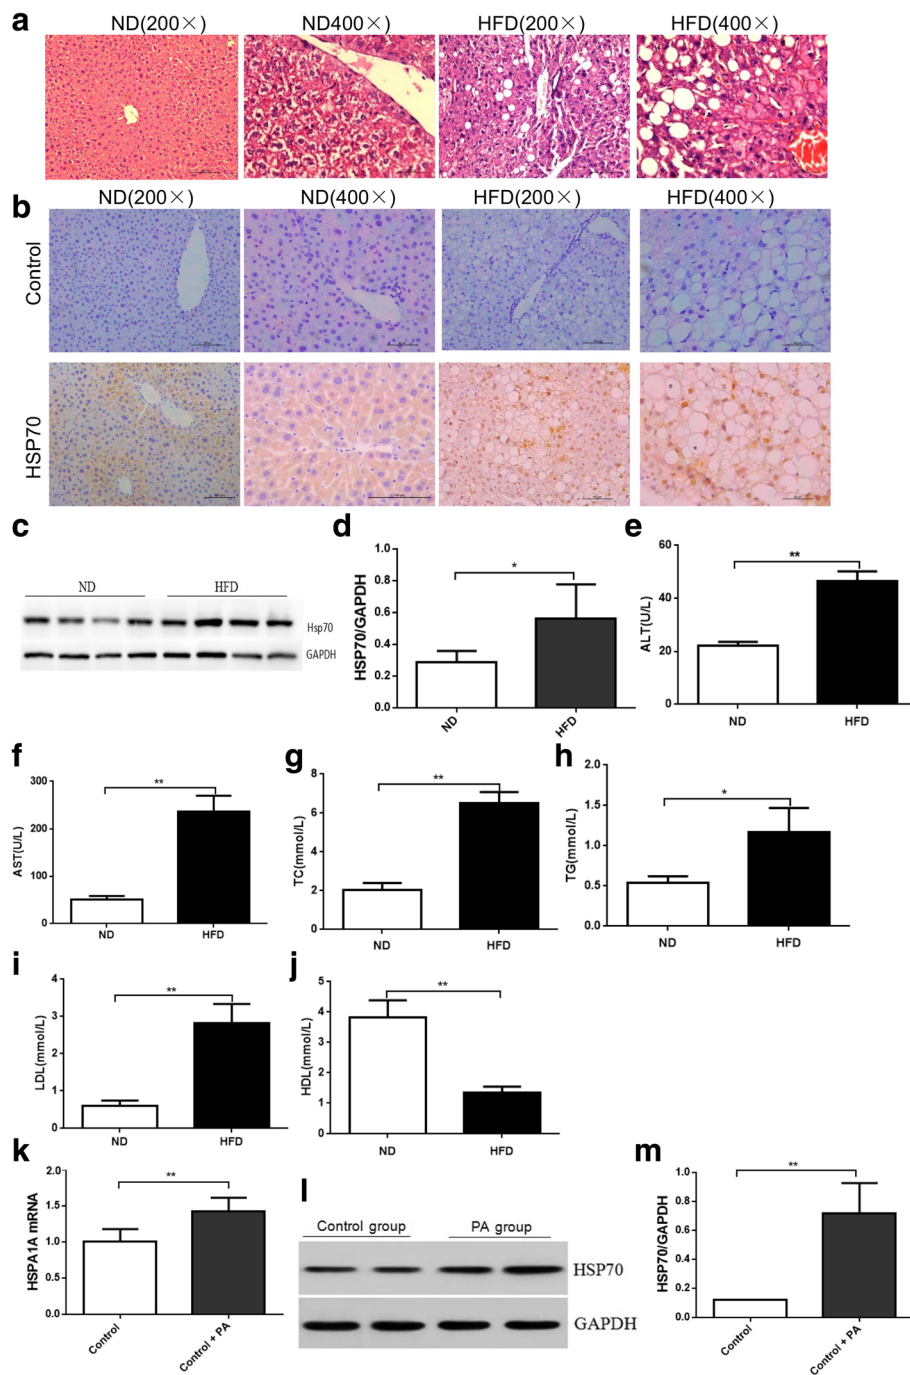 a
ND(200×)
ND400×)
HFD(200×)
HFD(400×)
b
ND(200×)
ND(400×)
HFD(200×)
HFD(400×)
Control
HSP70
c
ND
HFD
Hsp70
GAPDH
d
HSP70/GAPDH
1.0
0.8
0.6
0.4
0.2
0.0
*
ND
HFD
e
ALT(U/L)
60
40
20
0
**
ND
HFD
f
AST(U/L)
300
200
100
0
**
ND
HFD
g
TC(mmol/L)
8
6
4
2
0
**
ND
HFD
h
TG(mmol/L)
2.0
1.5
1.0
0.5
0.0
*
ND
HFD
i
LDL(mmol/L)
4
3
2
1
0
**
ND
HFD
j
HDL(mmol/L)
5
4
3
2
1
0
**
ND
HFD
k
HSPA1A mRNA
2.0
1.5
1.0
0.5
0.0
**
Control
Control + PA
l
Control group
PA group
HSP70
GAPDH
m
HSP70/GAPDH
1.0
0.8
0.6
0.4
0.2
0.0
**
Control
Control + PA